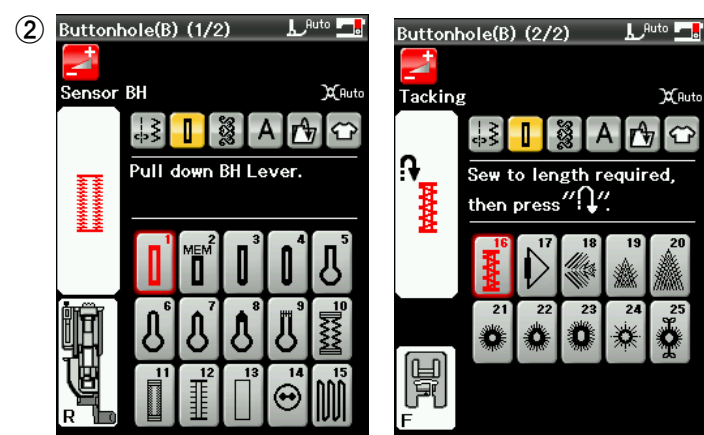 ②
Buttonhole(B) (1/2) Auto
Sensor BH Auto
A
Pull down BH Lever.
1 MEM 2 3 4 5
6 7 8 9 10
11 12 13 14 15
R
Buttonhole(B) (2/2) Auto
Tacking Auto
A
Sew to length required,
then press“ ”.
16 17 18 19 20
21 22 23 24 25
F